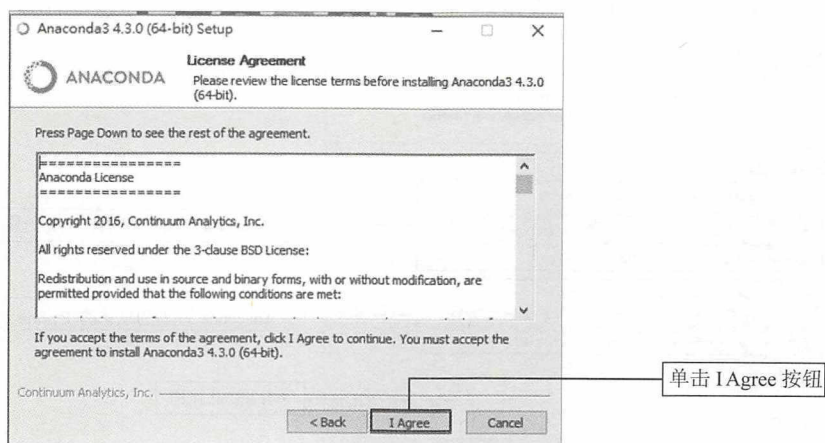 Anaconda3 4.3.0 (64-bit) Setup
License Agreement
ANACONDA
Please review the license terms before installing Anaconda3 4.3.0
(64-bit).
Press Page Down to see the rest of the agreement.
================
Anaconda License
================
Copyright 2016, Continuum Analytics, Inc.
All rights reserved under the 3-clause BSD License:
Redistribution and use in source and binary forms, with or without modification, are
permitted provided that the following conditions are met:
If you accept the terms of the agreement, click I Agree to continue. You must accept the
agreement to install Anaconda3 4.3.0 (64-bit).
单击 I Agree 按钮
Continuum Analytics, Inc.
< Back
I Agree
Cancel